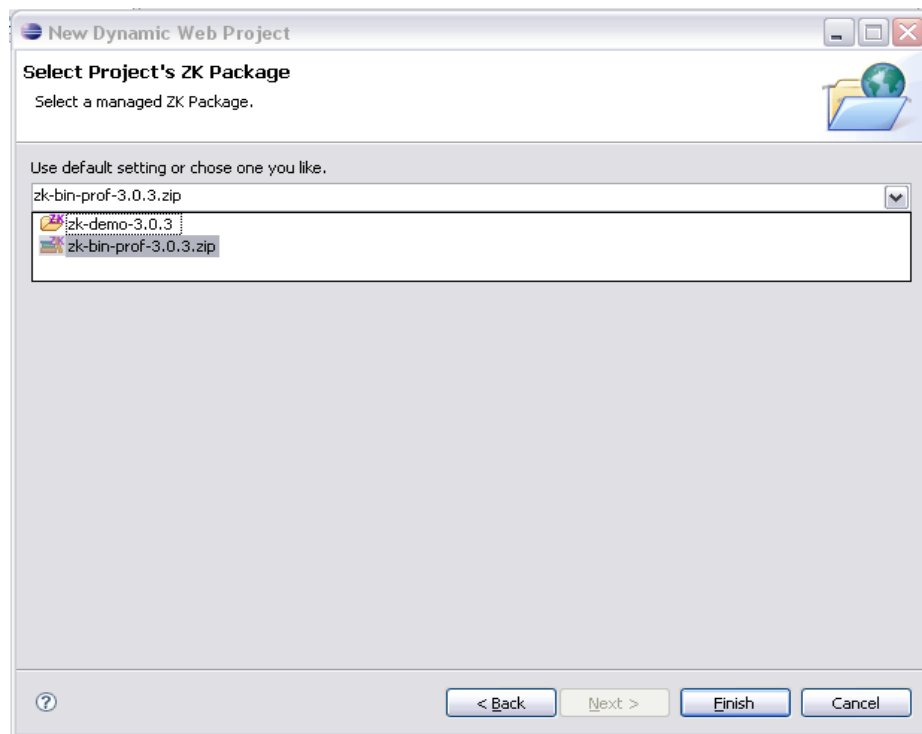 New Dynamic Web Project
Select Project's ZK Package
Select a managed ZK Package.
Use default setting or chose one you like.
zk-bin-prof-3.0.3.zip
zk-demo-3.0.3
zk-bin-prof-3.0.3.zip
< Back Next > Finish Cancel